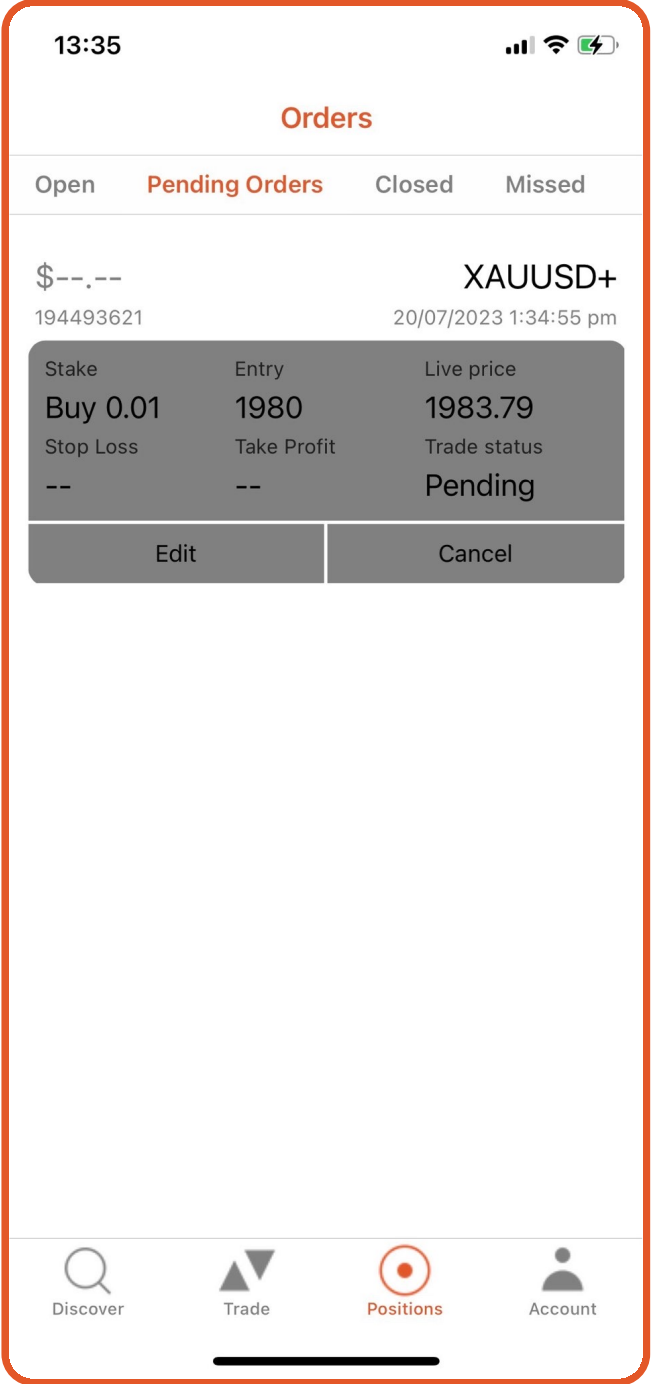 13:35
Orders
Open Pending Orders Closed Missed
$--.-- XAUUSD+
194493621 20/07/2023 1:34:55 pm
Stake Entry Live price
Buy 0.01 1980 1983.79
Stop Loss Take Profit Trade status
-- -- Pending
Edit Cancel
Discover Trade Positions Account